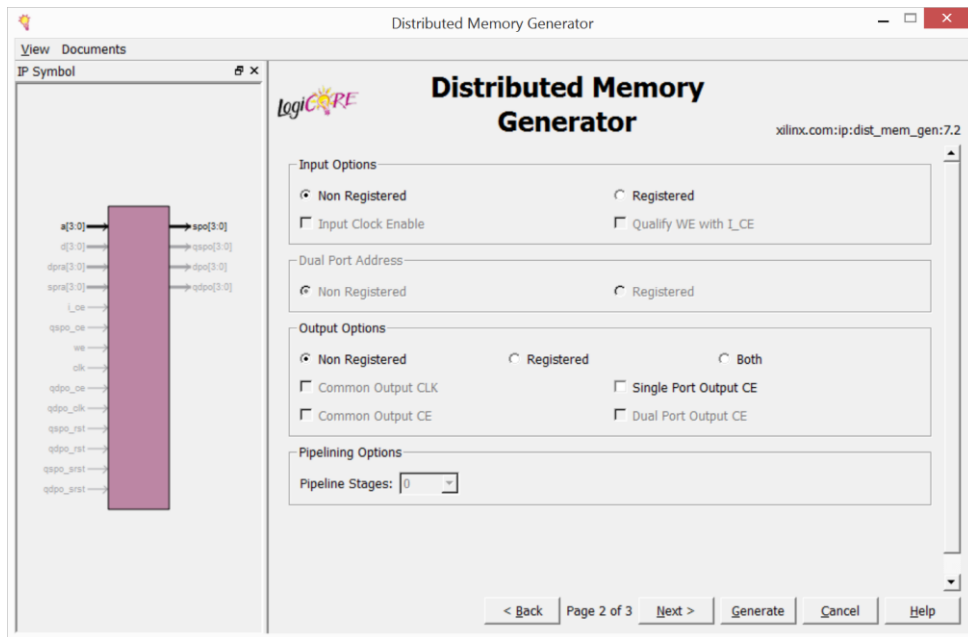 Distributed Memory Generator
View Documents
IP Symbol
LogiCORE
Distributed Memory
Generator
xilinx.com:ip:dist_mem_gen:7.2
a[3:0]
d[3:0]
dpra[3:0]
spra[3:0]
i_ce
qspo_ce
we
clk
qdpo_ce
qdpo_clk
qspo_rst
qdpo_rst
qspo_srst
qdpo_srst
spo[3:0]
qspo[3:0]
dpo[3:0]
qdpo[3:0]
Input Options
Non Registered Registered
Input Clock Enable Qualify WE with I_CE
Dual Port Address
Non Registered Registered
Output Options
Non Registered Registered Both
Common Output CLK Single Port Output CE
Common Output CE Dual Port Output CE
Pipelining Options
Pipeline Stages: 0
< Back Page 2 of 3 Next > Generate Cancel Help